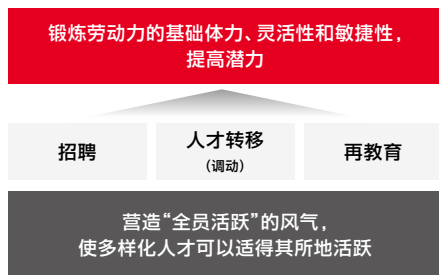 锻炼劳动力的基础体力、灵活性和敏捷性，
提高潜力
招聘
人才转移
（调动）
再教育
营造“全员活跃”的风气，
使多样化人才可以适得其所地活跃